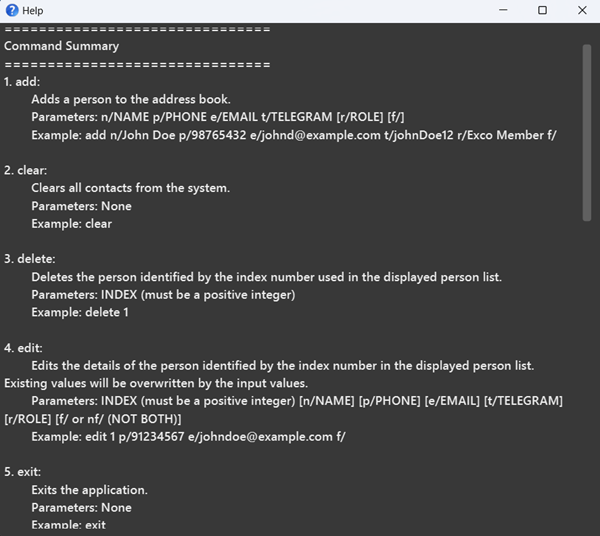 Help
===============================
Command Summary
===============================
1. add:
Adds a person to the address book.
Parameters: n/NAME p/PHONE e/EMAIL t/TELEGRAM [r/ROLE] [f/]
Example: add n/John Doe p/98765432 e/johnd@example.com t/johnDoe12 r/Exco Member f/
2. clear:
Clears all contacts from the system.
Parameters: None
Example: clear
3. delete:
Deletes the person identified by the index number used in the displayed person list.
Parameters: INDEX (must be a positive integer)
Example: delete 1
4. edit:
Edits the details of the person identified by the index number in the displayed person list.
Existing values will be overwritten by the input values.
Parameters: INDEX (must be a positive integer) [n/NAME] [p/PHONE] [e/EMAIL] [t/TELEGRAM]
[r/ROLE] [f/ or nf/ (NOT BOTH)]
Example: edit 1 p/91234567 e/johndoe@example.com f/
5. exit:
Exits the application.
Parameters: None
Example: exit